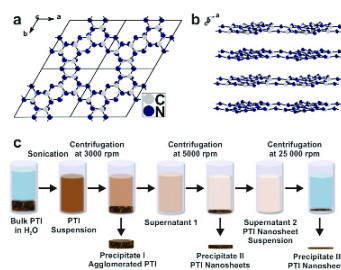 a
c
a
b
b
c
a
C
N
c
Centrifugation
at 3000 rpm
Centrifugation
at 5000 rpm
Centrifugation
at 25 000 rpm
Sonication
Bulk PTI
in H₂O
PTI
Suspension
Supernatant 1
Supernatant 2
PTI Nanosheet
Suspension
Precipitate I
Agglomerated PTI
Precipitate II
PTI Nanosheets
Precipitate II
PTI Nanosheets